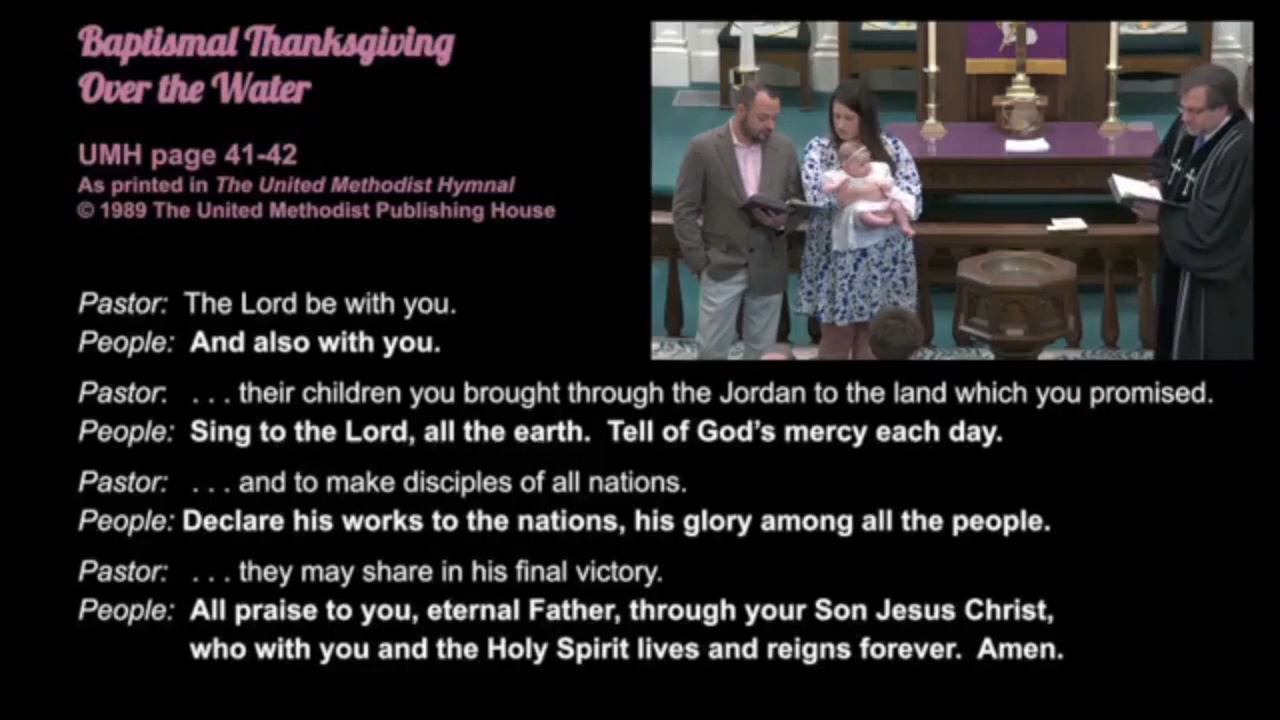 Baptismal Thanksgiving
Over the Water
UMH page 41-42
As printed in The United Methodist Hymnal
© 1989 The United Methodist Publishing House
Pastor: The Lord be with you.
People: And also with you.
Pastor: . . . their children you brought through the Jordan to the land which you promised.
People: Sing to the Lord, all the earth. Tell of God's mercy each day.
Pastor: . . . and to make disciples of all nations.
People: Declare his works to the nations, his glory among all the people.
Pastor: . . . they may share in his final victory.
People: All praise to you, eternal Father, through your Son Jesus Christ,
who with you and the Holy Spirit lives and reigns forever. Amen.